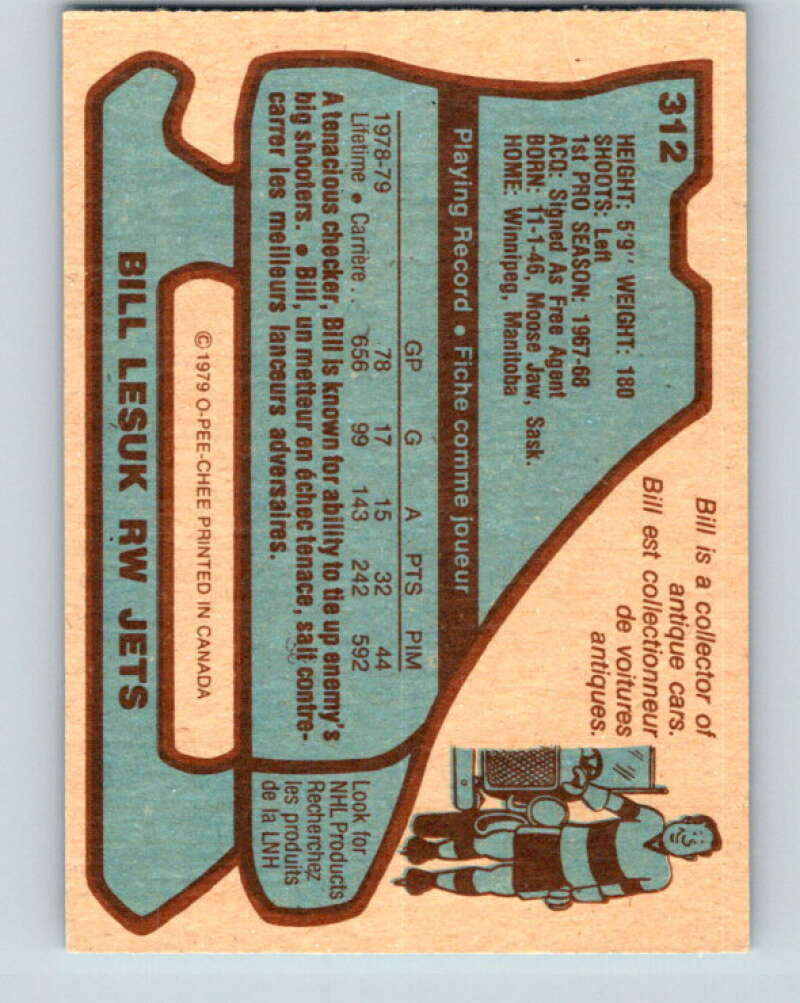 312
HEIGHT: 5'9'' WEIGHT: 180
SHOOTS: Left
1st PRO SEASON: 1967-68
ACQ: Signed As Free Agent
BORN: 11-1-46, Moose Jaw, Sask.
HOME: Winnipeg, Manitoba
Bill is a collector of
antique cars.
Bill est collectionneur
de voitures
antiques.
Playing Record • Fiche comme joueur
GP G A PTS PIM
1978-79 78 17 15 32 44
Lifetime • Carrière . . 656 99 143 242 592
A tenacious checker, Bill is known for ability to tie up enemy's
big shooters. • Bill, un metteur en échec tenace, sait contre-
carrer les meilleurs lanceurs adversaires.
Look for
NHL Products
Recherchez
les produits
de la LNH
©1979 O-PEE-CHEE PRINTED IN CANADA
BILL LESUK RW JETS